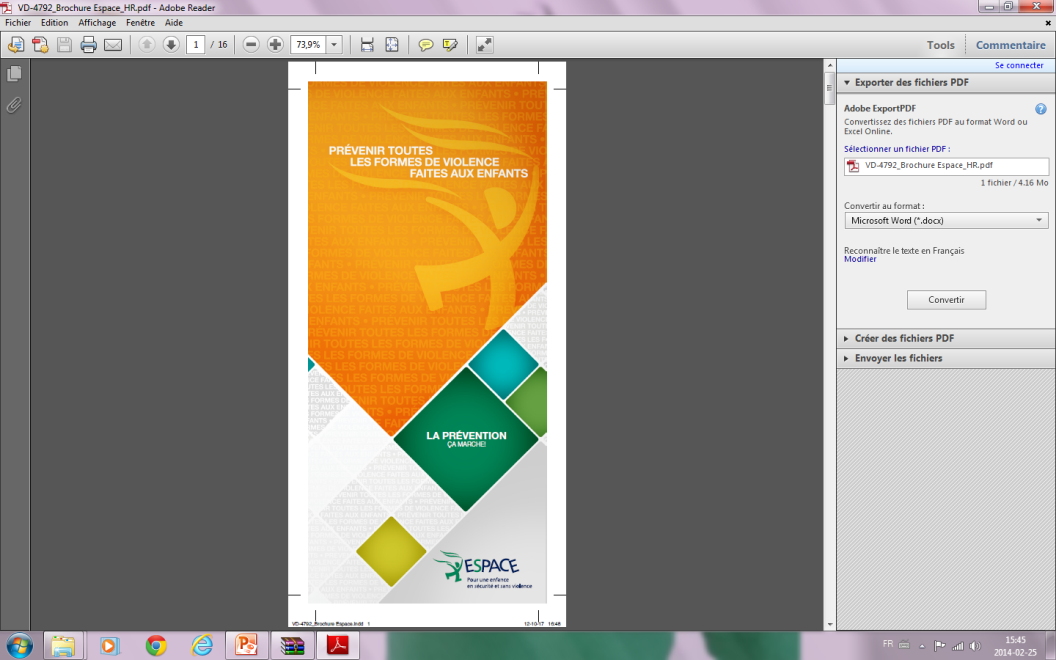 VD-4792_Brochure Espace_HR.pdf - Adobe Reader
Fichier Edition Affichage Fenêtre Aide
1 / 16 73,9% Tools Commentaire
Se connecter
Exporter des fichiers PDF
Adobe ExportPDF
Convertissez des fichiers PDF au format Word ou
Excel Online.
Sélectionner un fichier PDF :
VD-4792_Brochure Espace_HR.pdf
1 fichier / 4.16 Mo
Convertir au format :
Microsoft Word (*.docx)
Reconnaître le texte en Français
Modifier
Convertir
Créer des fichiers PDF
Envoyer les fichiers
PRÉVENIR TOUTES
LES FORMES DE VIOLENCE
FAITES AUX ENFANTS
LA PRÉVENTION
ÇA MARCHE!
ESPACE
Pour une enfance
en sécurité et sans violence
VD-4792_Brochure Espace.indd 1 12-10-17 16:48
FR 15:45
2014-02-25